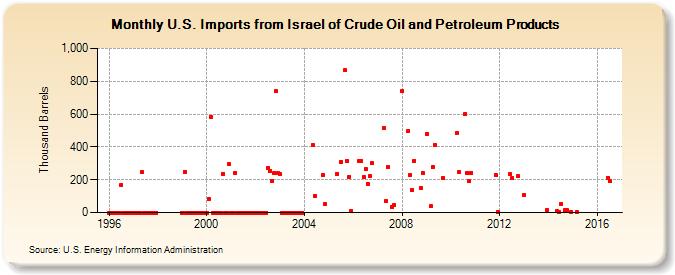 Monthly U.S. Imports from Israel of Crude Oil and Petroleum Products
Thousand Barrels
1,000
800
600
400
200
0
1996 2000 2004 2008 2012 2016
Source: U.S. Energy Information Administration